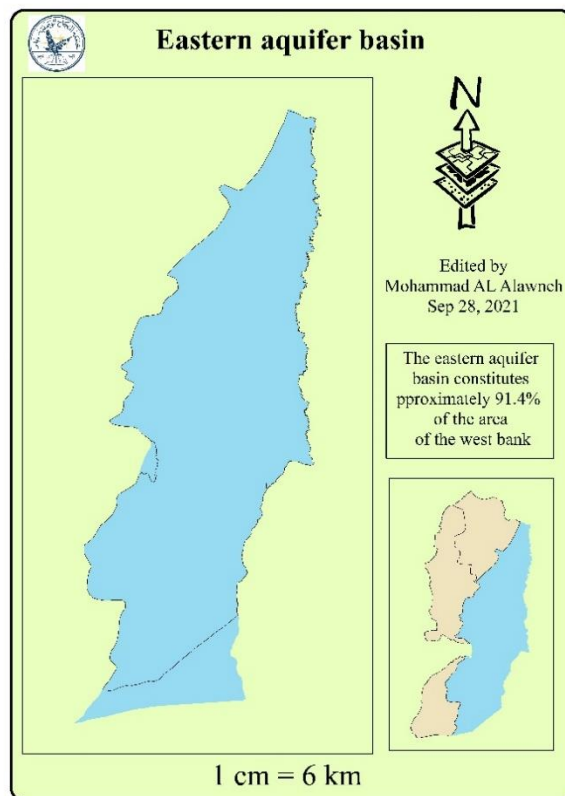 Eastern aquifer basin
N
Edited by
Mohammad AL Alawneh
Sep 28, 2021
The eastern aquifer
basin constitutes
pproximately 91.4%
of the area
of the west bank
1 cm = 6 km